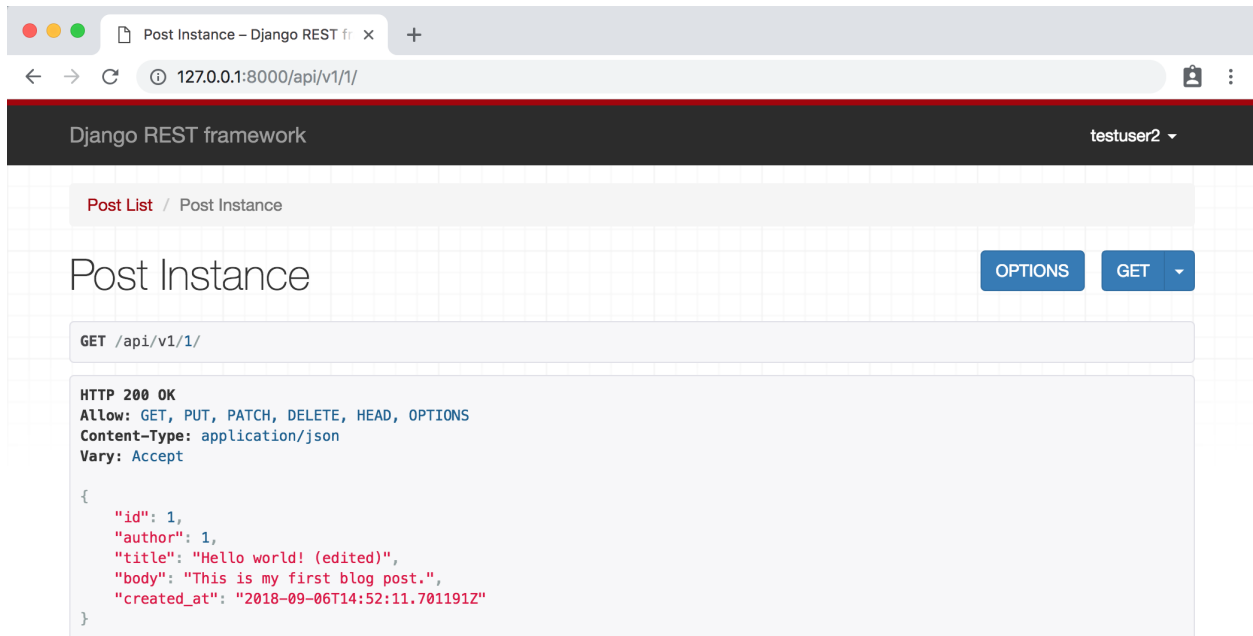 Post Instance – Django REST fr
127.0.0.1:8000/api/v1/1/
Django REST framework
testuser2
Post List / Post Instance
Post Instance
OPTIONS
GET
GET /api/v1/1/
HTTP 200 OK
Allow: GET, PUT, PATCH, DELETE, HEAD, OPTIONS
Content-Type: application/json
Vary: Accept
{
    "id": 1,
    "author": 1,
    "title": "Hello world! (edited)",
    "body": "This is my first blog post.",
    "created_at": "2018-09-06T14:52:11.701191Z"
}